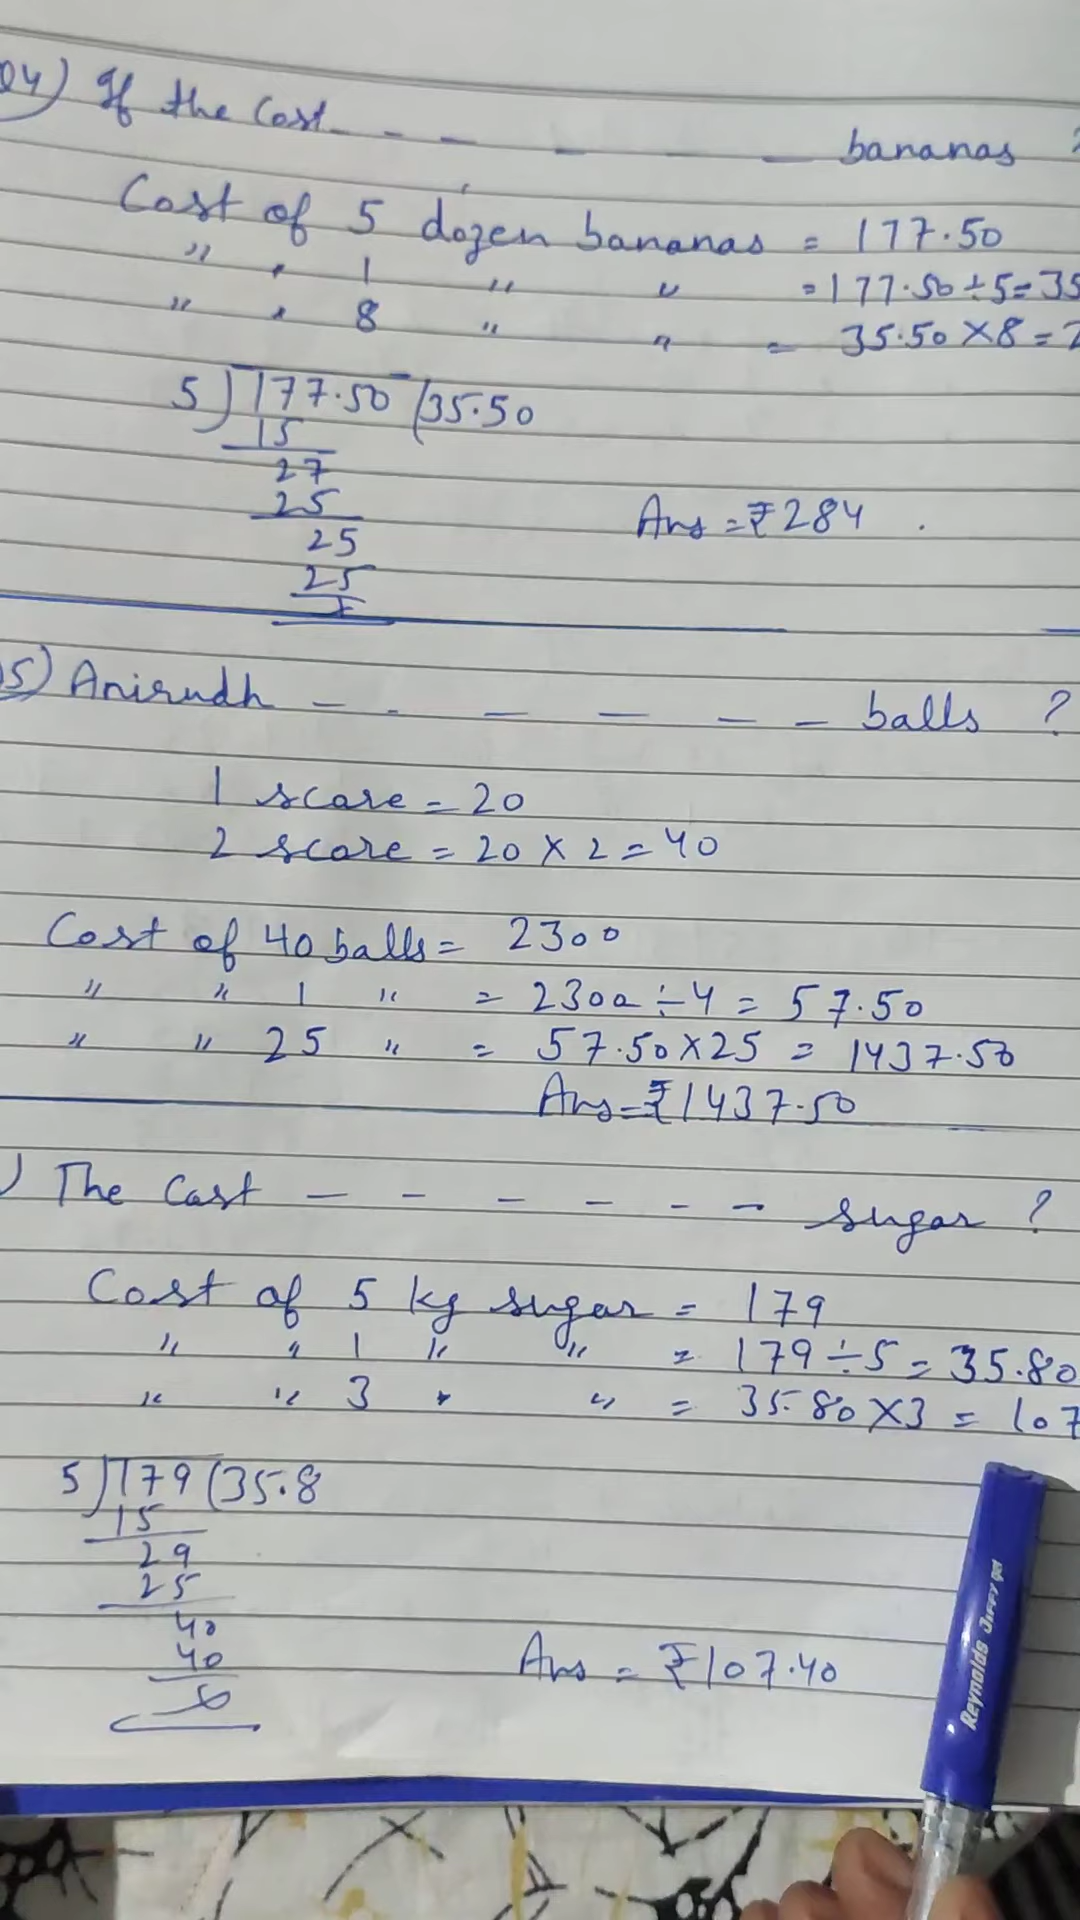 Q4) If the Cost - - - - - bananas ?
Cost of 5 dozen bananas = 177.50
" " 1 " " = 177.50 ÷ 5 = 35
" " 8 " " = 35.50 × 8 = 2
5) 177.50 (35.50
15
27
25
25
25
Ans = ₹ 284 .
5) Anirudh - - - - - - balls ?
1 score = 20
2 score = 20 × 2 = 40
Cost of 40 balls = 2300
" " 1 " = 2300 ÷ 4 = 57.50
" " 25 " = 57.50 × 25 = 1437.50
Ans = ₹ 1437.50
) The Cost - - - - - - - sugar ?
Cost of 5 kg sugar = 179
" " 1 " " = 179 ÷ 5 = 35.80
" " 3 " " = 35.80 × 3 = 107
5) 179 (35.8
15
29
25
40
40
0
Ans = ₹ 107.40
Reynolds JIFFY gel